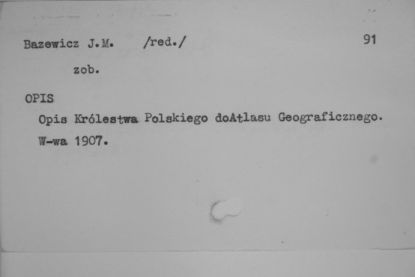 Bazewicz J.M. /red./ 91
zob.
OPIS
Opis Królestwa Polskiego doAtlasu Geograficznego.
W-wa 1907.